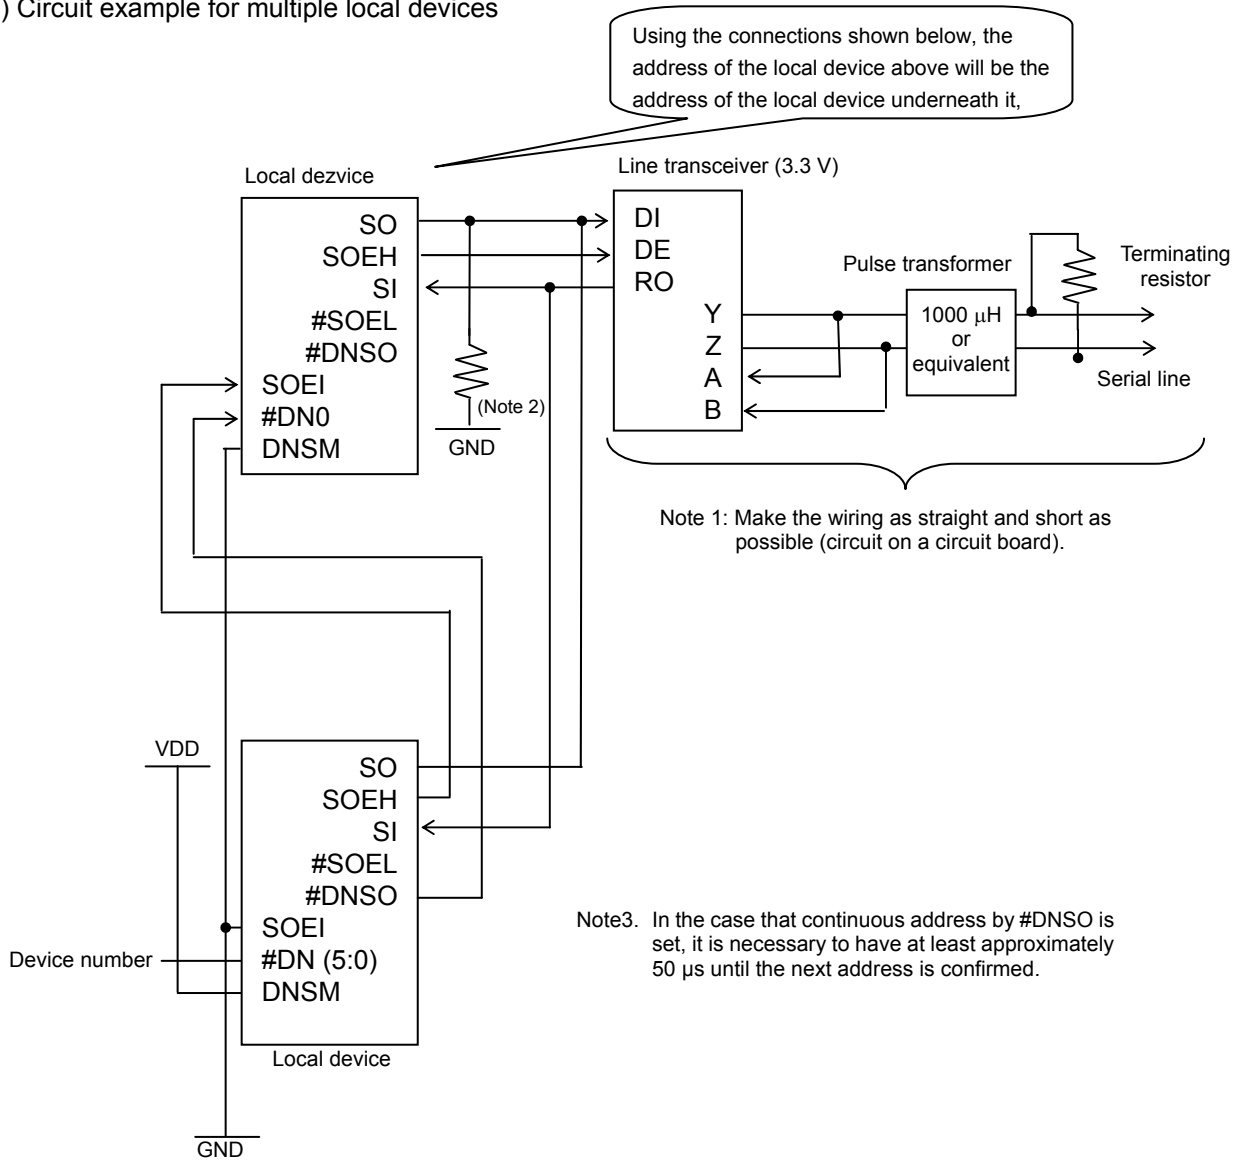 ) Circuit example for multiple local devices
Using the connections shown below, the
address of the local device above will be the
address of the local device underneath it,
Local dezvice
Line transceiver (3.3 V)
SO
SOEH
SI
#SOEL
#DNSO
SOEI
#DN0
DNSM
DI
DE
RO
Y
Z
A
B
Pulse transformer
1000 μH
or
equivalent
Terminating
resistor
Serial line
(Note 2)
GND
Note 1: Make the wiring as straight and short as
possible (circuit on a circuit board).
VDD
SO
SOEH
SI
#SOEL
#DNSO
SOEI
#DN (5:0)
DNSM
Device number
Local device
GND
Note3. In the case that continuous address by #DNSO is
set, it is necessary to have at least approximately
50 μs until the next address is confirmed.